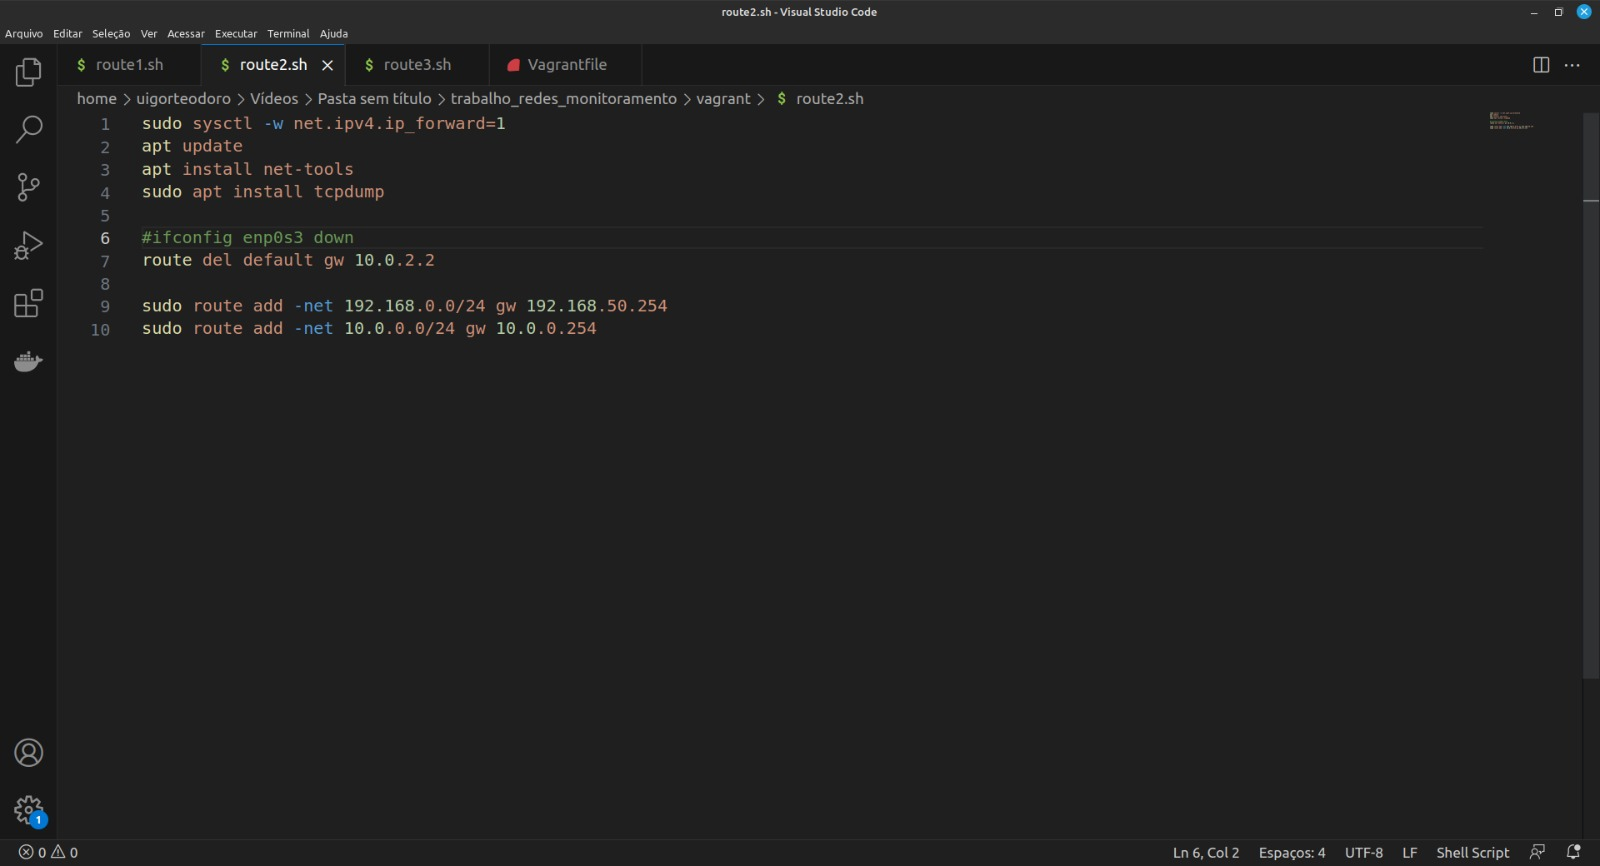 route2.sh - Visual Studio Code
Arquivo Editar Seleção Ver Acessar Executar Terminal Ajuda
$ route1.sh $ route2.sh $ route3.sh Vagrantfile
home > uigorteodoro > Vídeos > Pasta sem título > trabalho_redes_monitoramento > vagrant > $ route2.sh
1 sudo sysctl -w net.ipv4.ip_forward=1
2 apt update
3 apt install net-tools
4 sudo apt install tcpdump
5
6 #ifconfig enp0s3 down
7 route del default gw 10.0.2.2
8
9 sudo route add -net 192.168.0.0/24 gw 192.168.50.254
10 sudo route add -net 10.0.0.0/24 gw 10.0.0.254
1
0 0 Ln 6, Col 2 Espaços: 4 UTF-8 LF Shell Script